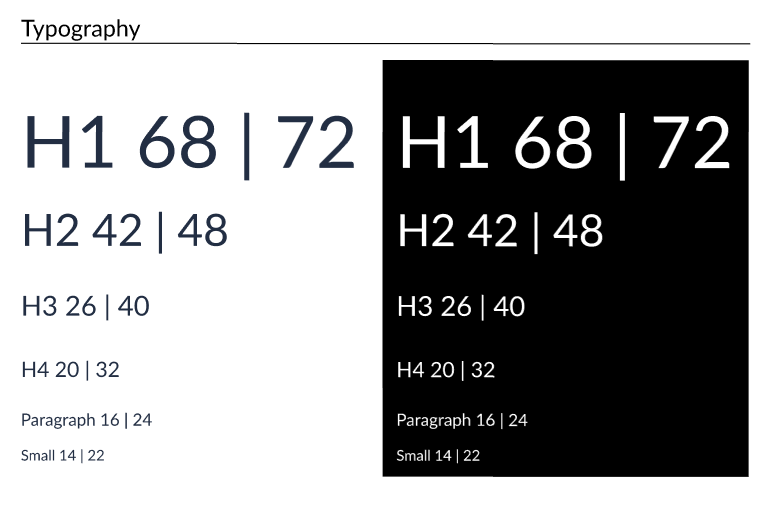 Typography
H1 68 | 72
H2 42 | 48
H3 26 | 40
H4 20 | 32
Paragraph 16 | 24
Small 14 | 22
H1 68 | 72
H2 42 | 48
H3 26 | 40
H4 20 | 32
Paragraph 16 | 24
Small 14 | 22